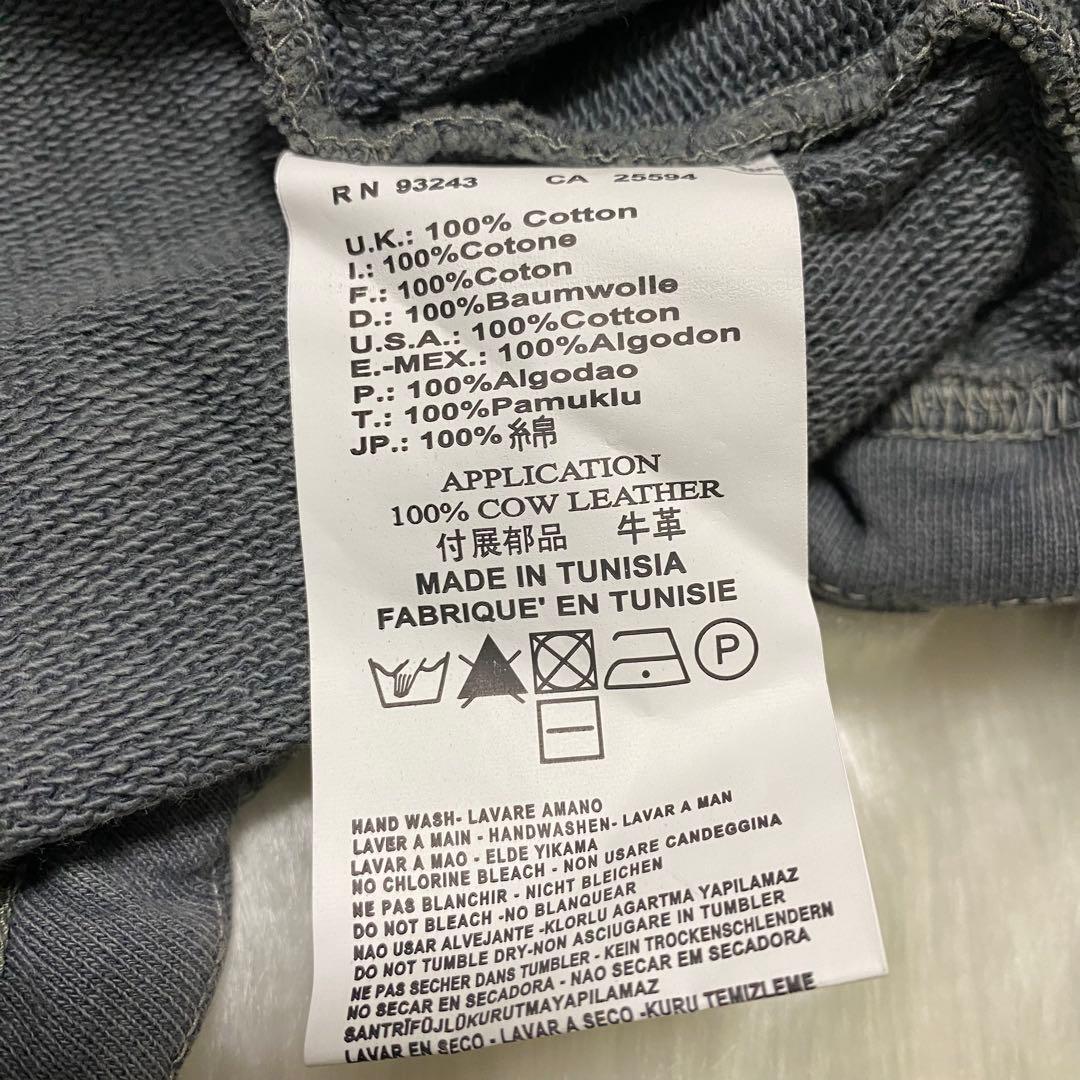 RN 93243 CA 25594
U.K.: 100% Cotton
I.: 100%Cotone
F.: 100%Coton
D.: 100%Baumwolle
U.S.A.: 100%Cotton
E.-MEX.: 100%Algodon
P.: 100%Algodao
T.: 100%Pamuklu
JP.: 100% 綿
APPLICATION
100% COW LEATHER
付展郁品 牛革
MADE IN TUNISIA
FABRIQUE' EN TUNISIE
P
HAND WASH- LAVARE AMANO
LAVER A MAIN - HANDWASHEN- LAVAR A MAN
LAVAR A MAO - ELDE YIKAMA
NO CHLORINE BLEACH - NON USARE CANDEGGINA
NE PAS BLANCHIR - NICHT BLEICHEN
DO NOT BLEACH -NO BLANQUEAR
NAO USAR ALVEJANTE -KLORLU AGARTMA YAPILAMAZ
DO NOT TUMBLE DRY-NON ASCIUGARE IN TUMBLER
NE PAS SECHER DANS TUMBLER - KEIN TROCKENSCHLENDERN
NO SECAR EN SECADORA - NAO SECAR EM SECADORA
SANTRİFÜJLÜKURUTMAYAPILAMAZ
LAVAR EN SECO - LAVAR A SECO -KURU TEMIZLEME